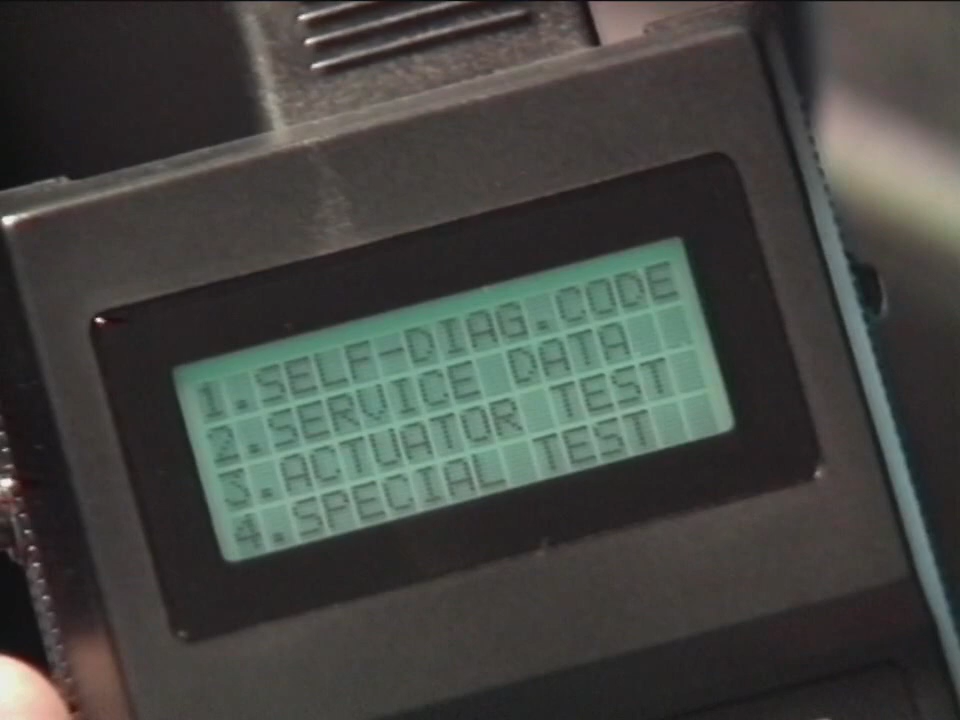 1.SELF-DIAG.CODE
2.SERVICE DATA
3.ACTUATOR TEST
4.SPECIAL TEST